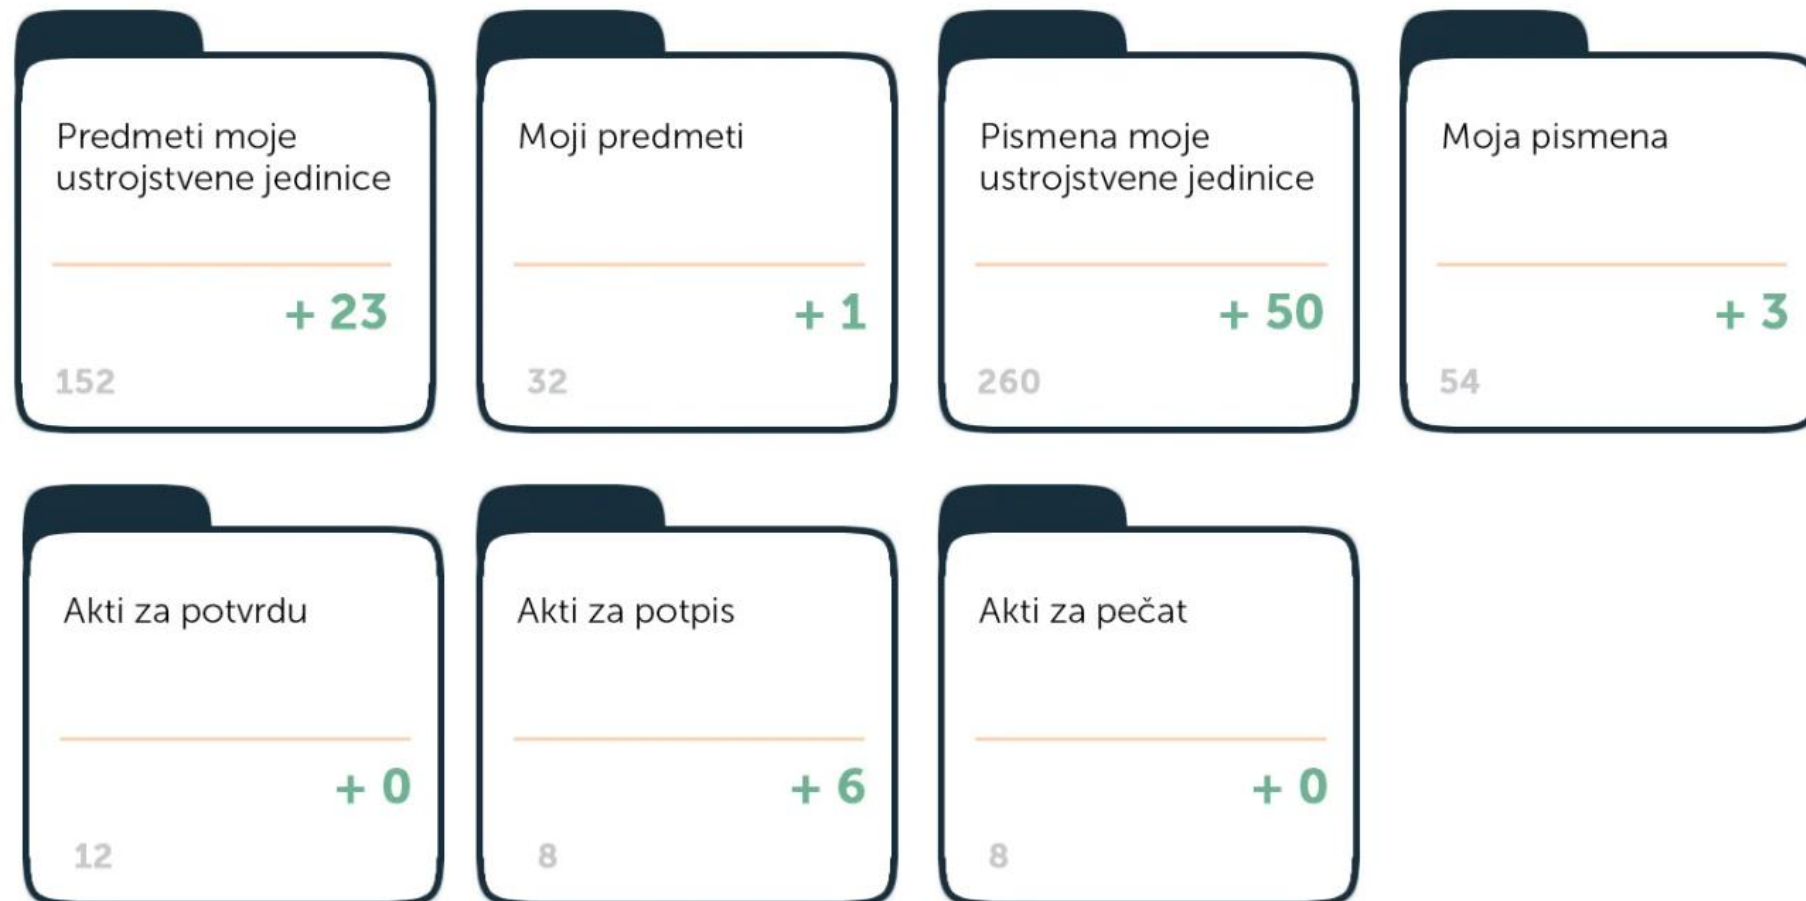 Predmeti moje
ustrojstvene jedinice
+ 23
152
Moji predmeti
+ 1
32
Pismena moje
ustrojstvene jedinice
+ 50
260
Moja pismena
+ 3
54
Akti za potvrdu
+ 0
12
Akti za potpis
+ 6
8
Akti za pečat
+ 0
8